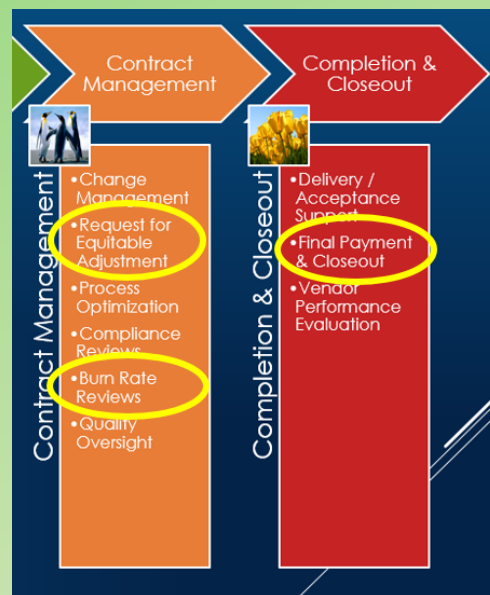 Contract
Management
Completion &
Closeout
Contract Management
•Change
Management
•Request for
Equitable
Adjustment
•Process
Optimization
•Compliance
Reviews
•Burn Rate
Reviews
•Quality
Oversight
Completion & Closeout
•Delivery /
Acceptance
Support
•Final Payment
& Closeout
•Vendor
Performance
Evaluation